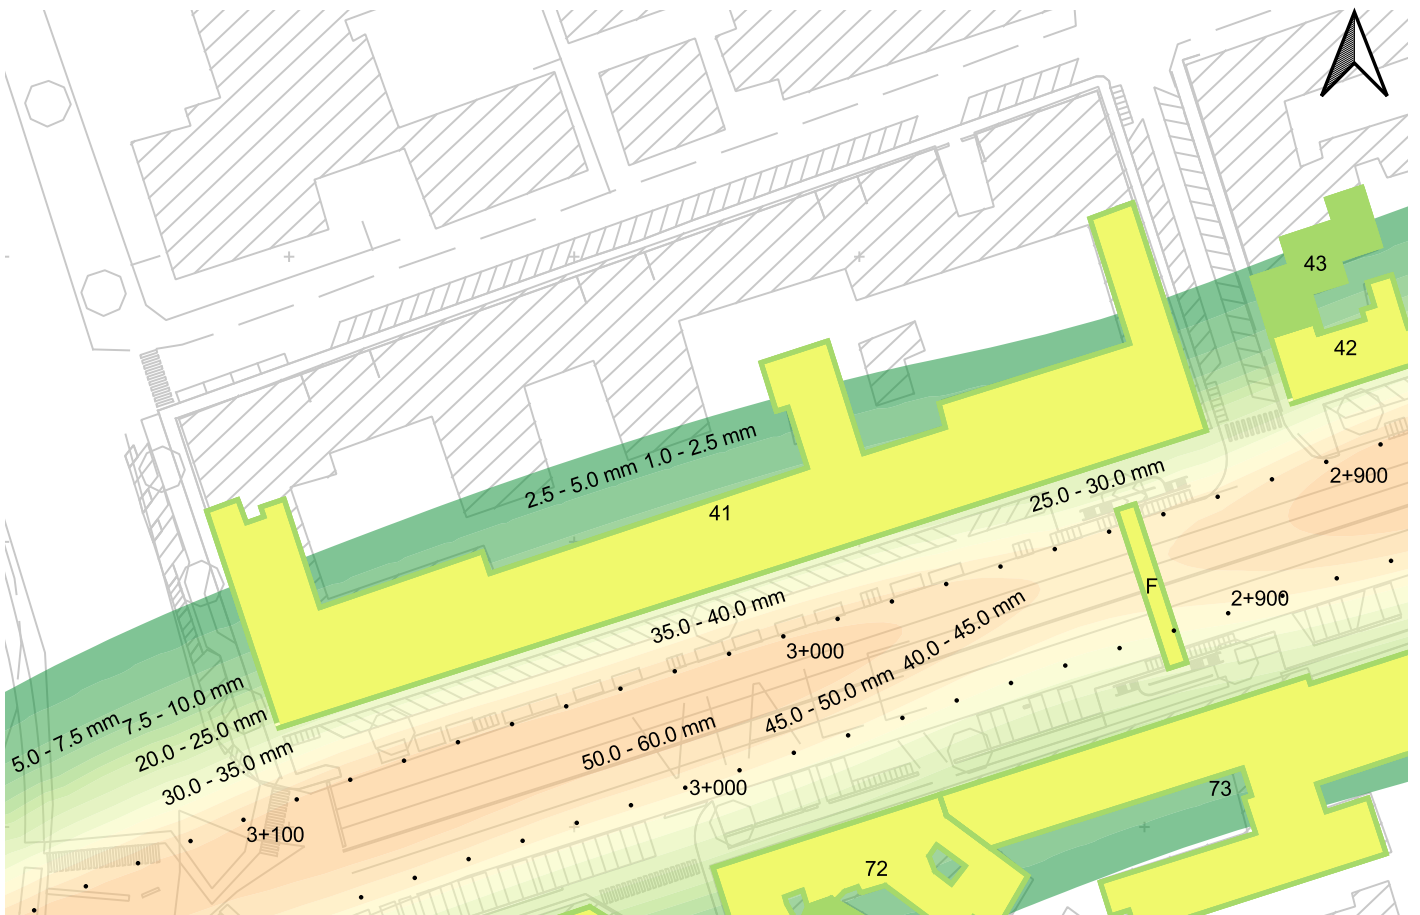 43
42
1.0 - 2.5 mm
2.5 - 5.0 mm
41
25.0 - 30.0 mm
2+900
F
2+900
35.0 - 40.0 mm
40.0 - 45.0 mm
3+000
45.0 - 50.0 mm
50.0 - 60.0 mm
7.5 - 10.0 mm
5.0 - 7.5 mm
20.0 - 25.0 mm
30.0 - 35.0 mm
3+000
73
3+100
72